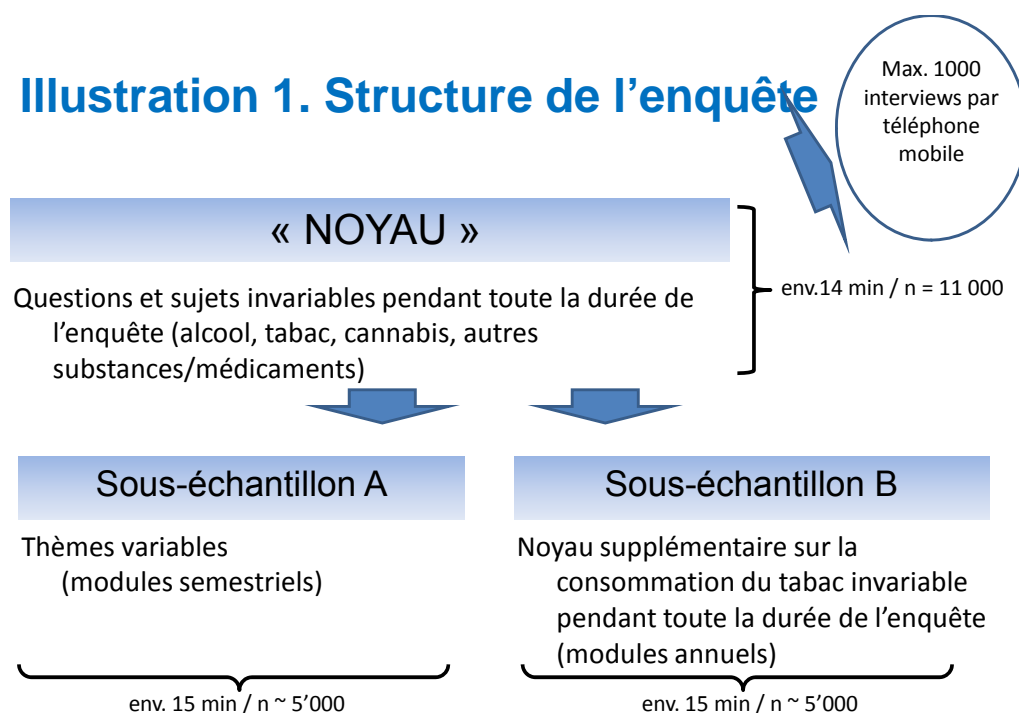 Illustration 1. Structure de l’enquête
Max. 1000
interviews par
téléphone
mobile
« NOYAU »
Questions et sujets invariables pendant toute la durée de
l’enquête (alcool, tabac, cannabis, autres
substances/médicaments)
env.14 min / n = 11 000
Sous-échantillon A
Thèmes variables
(modules semestriels)
env. 15 min / n ~ 5’000
Sous-échantillon B
Noyau supplémentaire sur la
consommation du tabac invariable
pendant toute la durée de l’enquête
(modules annuels)
env. 15 min / n ~ 5’000